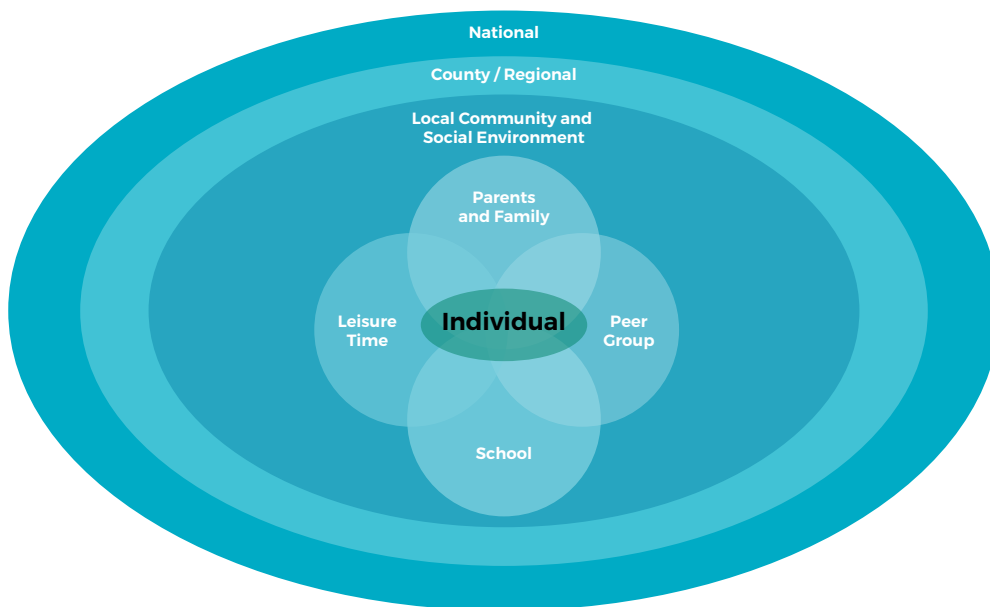 National
County / Regional
Local Community and
Social Environment
Parents
and Family
Leisure
Time
Individual
Peer
Group
School